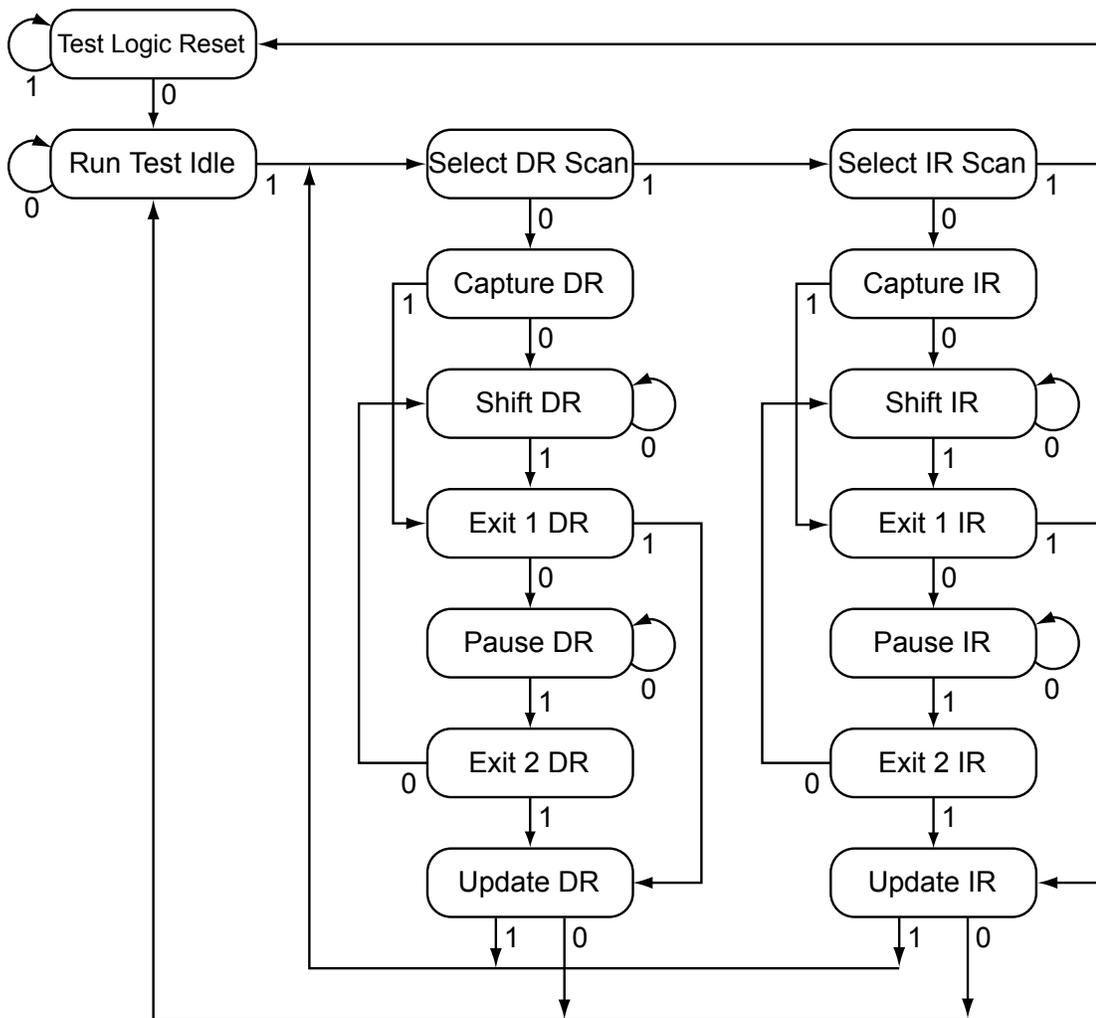 Test Logic Reset
1
0
Run Test Idle
1
0
Select DR Scan
1
0
Select IR Scan
1
0
Capture DR
1
0
Capture IR
1
0
Shift DR
0
1
Shift IR
0
1
Exit 1 DR
1
0
Exit 1 IR
1
0
Pause DR
0
1
Pause IR
0
1
Exit 2 DR
0
1
Exit 2 IR
0
1
Update DR
1
0
Update IR
1
0